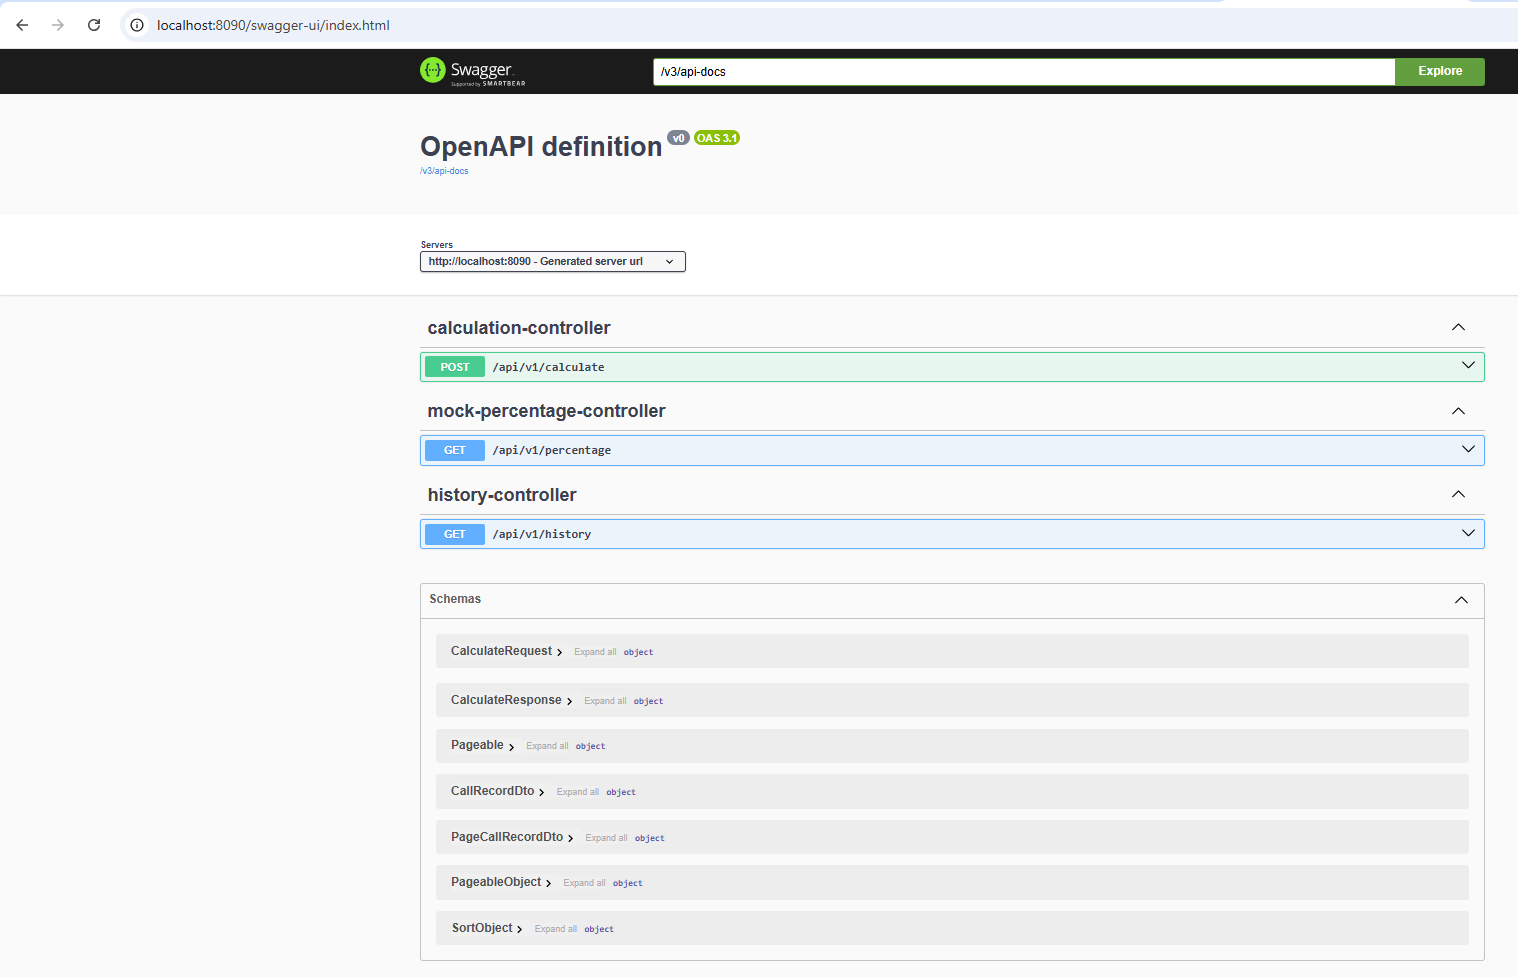 localhost:8090/swagger-ui/index.html
Swagger
Supported by SMARTBEAR
/v3/api-docs
Explore
OpenAPI definition v0 OAS 3.1
/v3/api-docs
Servers
http://localhost:8090 - Generated server url
calculation-controller
POST /api/v1/calculate
mock-percentage-controller
GET /api/v1/percentage
history-controller
GET /api/v1/history
Schemas
CalculateRequest Expand all object
CalculateResponse Expand all object
Pageable Expand all object
CallRecordDto Expand all object
PageCallRecordDto Expand all object
PageableObject Expand all object
SortObject Expand all object